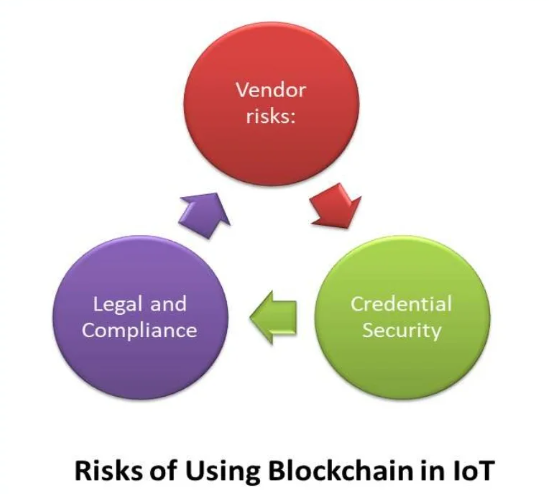 Vendor
risks:
Credential
Security
Legal and
Compliance
Risks of Using Blockchain in IoT